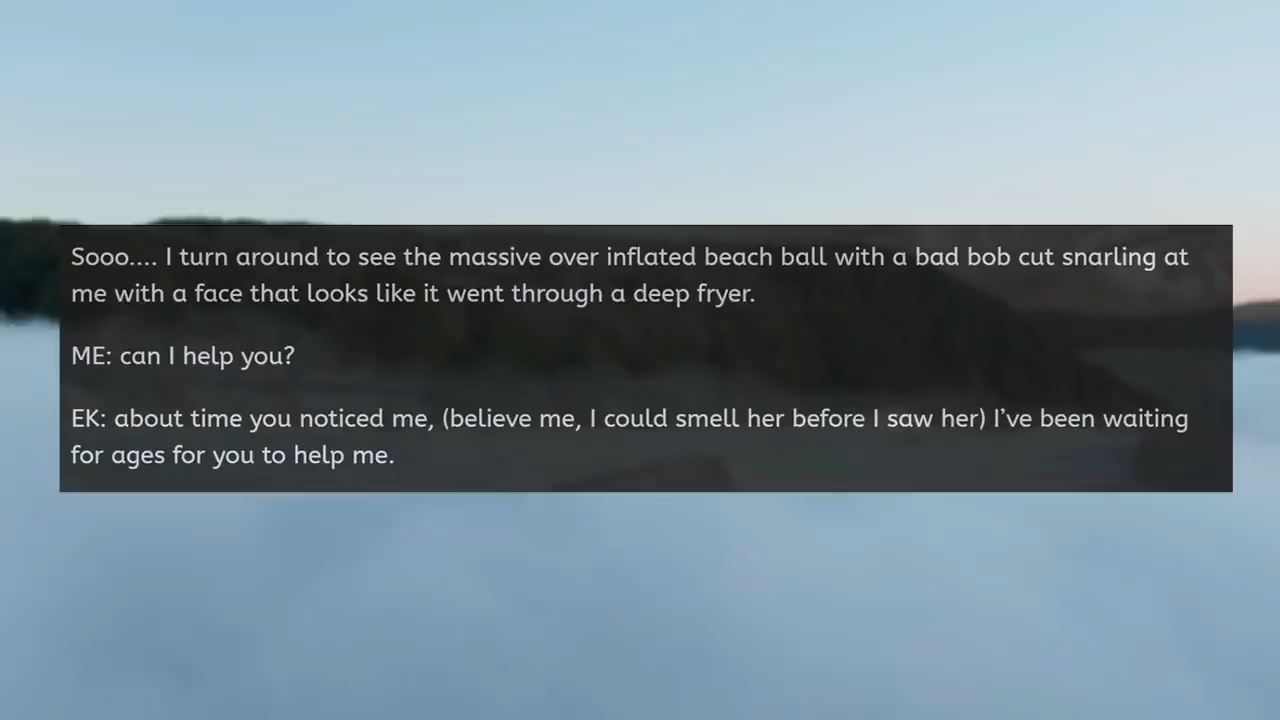 Sooo.... I turn around to see the massive over inflated beach ball with a bad bob cut snarling at
me with a face that looks like it went through a deep fryer.
ME: can I help you?
EK: about time you noticed me, (believe me, I could smell her before I saw her) I've been waiting
for ages for you to help me.